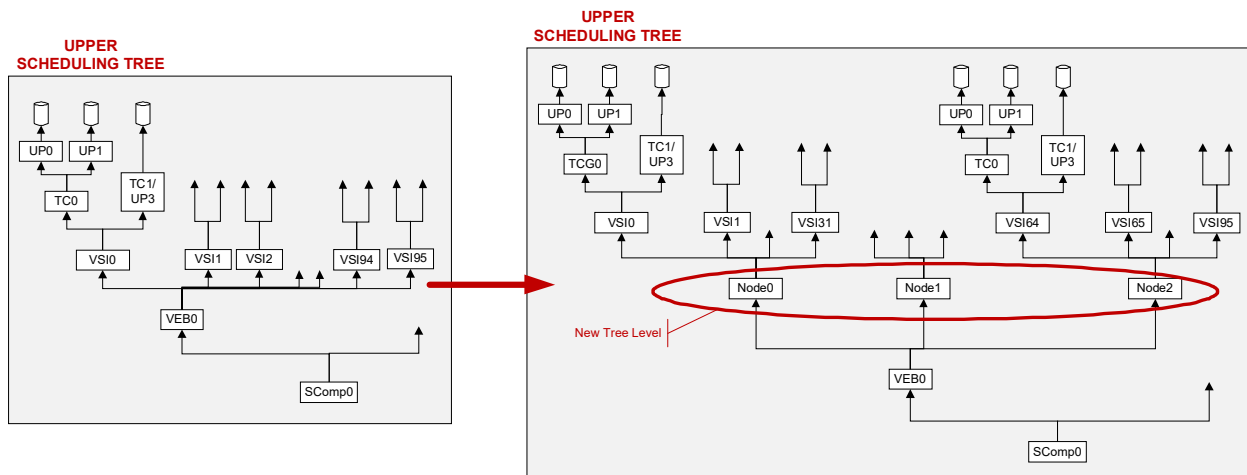 UPPER
SCHEDULING TREE
UP0
UP1
TC1/
UP3
TC0
VSI0
VSI1
VSI2
VSI94
VSI95
VEB0
SComp0
UPPER
SCHEDULING TREE
UP0
UP1
TC1/
UP3
TCG0
VSI0
VSI1
VSI31
UP0
UP1
TC1/
UP3
TC0
VSI64
VSI65
VSI95
Node0
Node1
Node2
New Tree Level
VEB0
SComp0